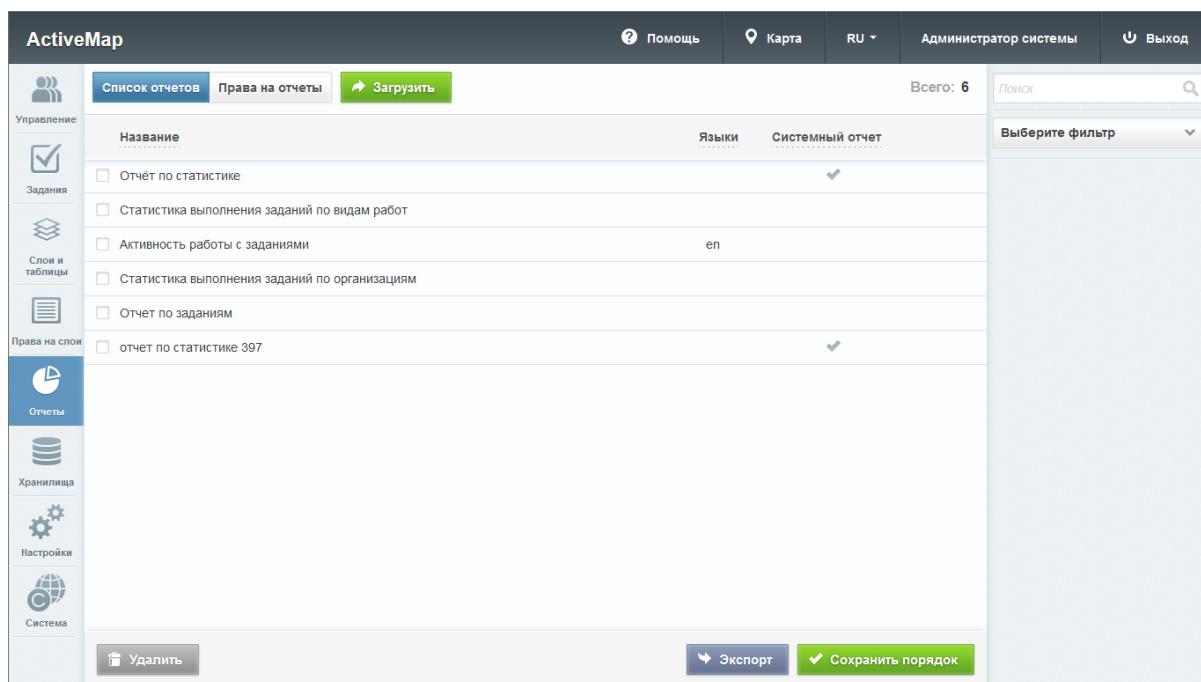 ActiveMap
Помощь
Карта
RU
Администратор системы
Выход
Управление
Задания
Слои и
таблицы
Права на слои
Отчеты
Хранилища
Настройки
Система
Список отчетов
Права на отчеты
Загрузить
Всего: 6
Название
Языки
Системный отчет
Отчёт по статистике
Статистика выполнения заданий по видам работ
Активность работы с заданиями
en
Статистика выполнения заданий по организациям
Отчет по заданиям
отчет по статистике 397
Удалить
Экспорт
Сохранить порядок
Поиск
Выберите фильтр